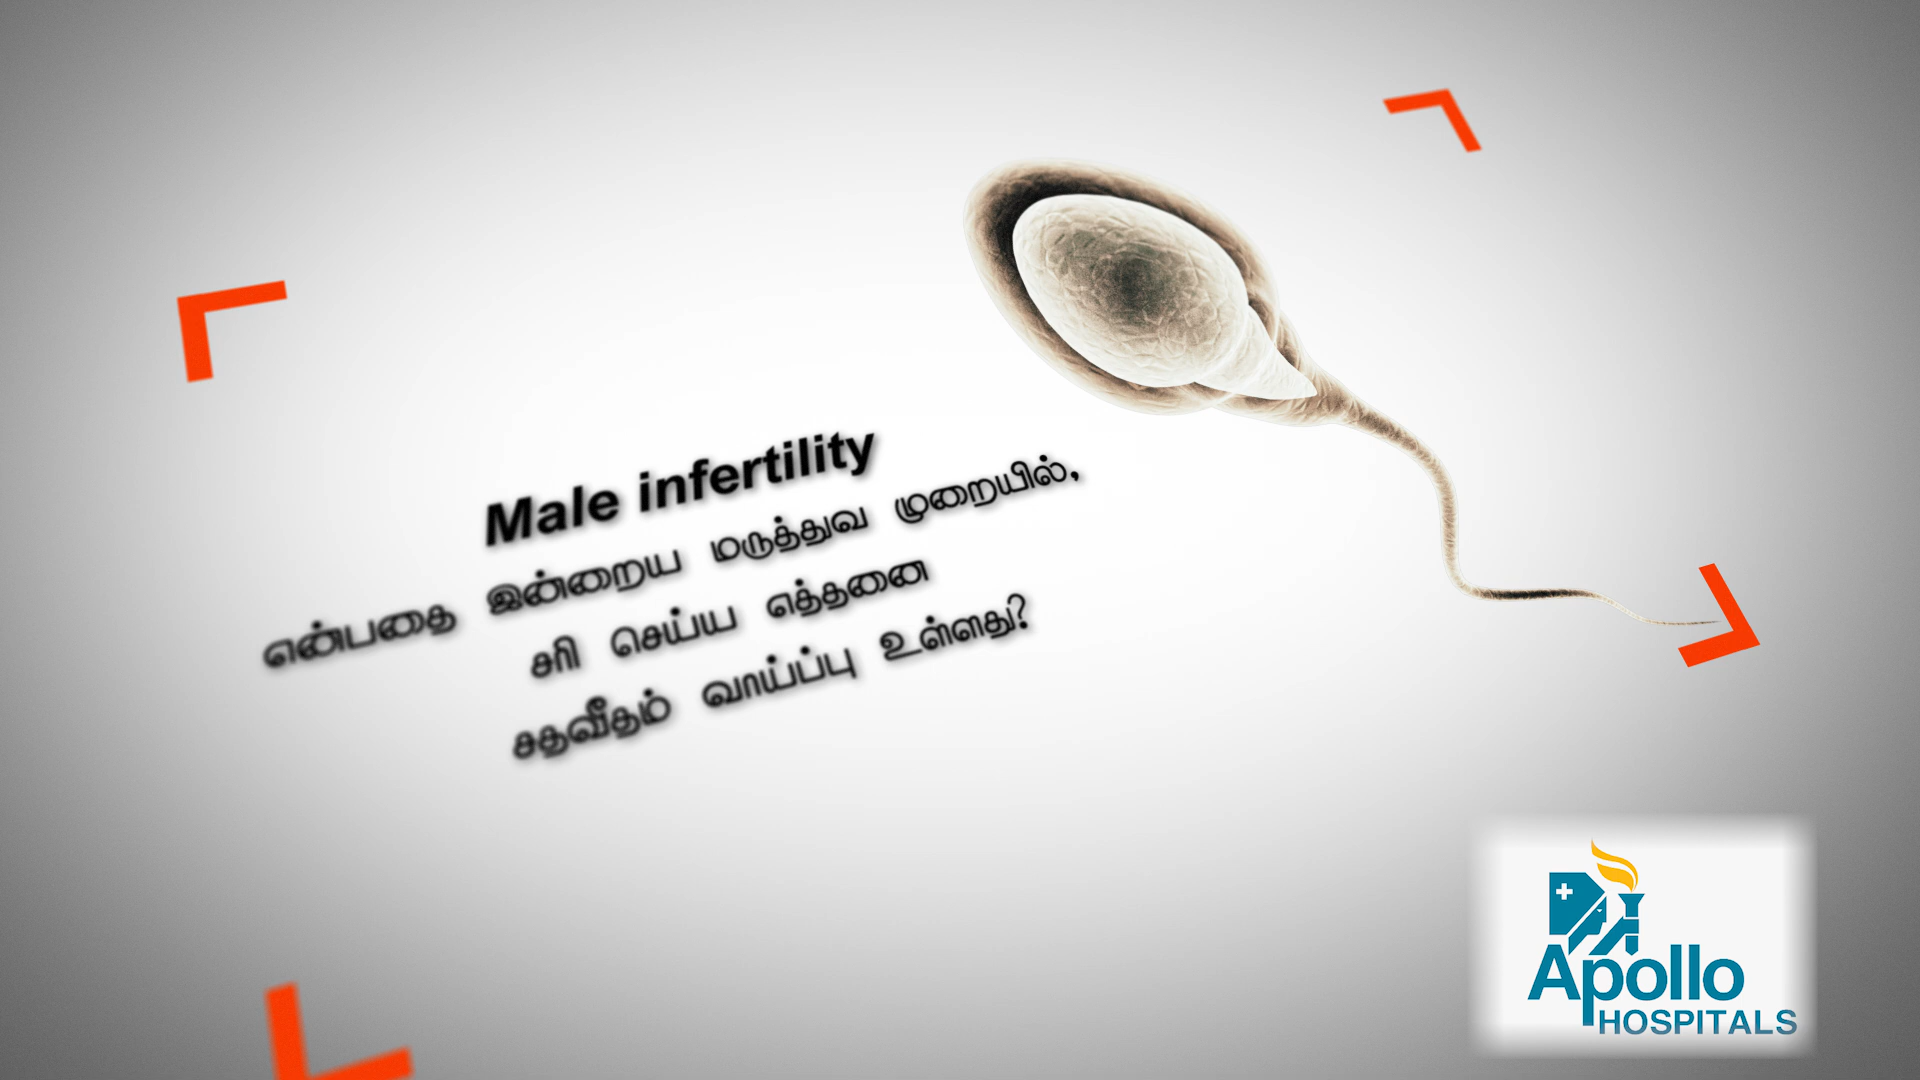 Male infertility
என்பதை இன்றைய மருத்துவ முறையில்,
சரி செய்ய எத்தனை
சதவீதம் வாய்ப்பு உள்ளது?
Apollo
HOSPITALS